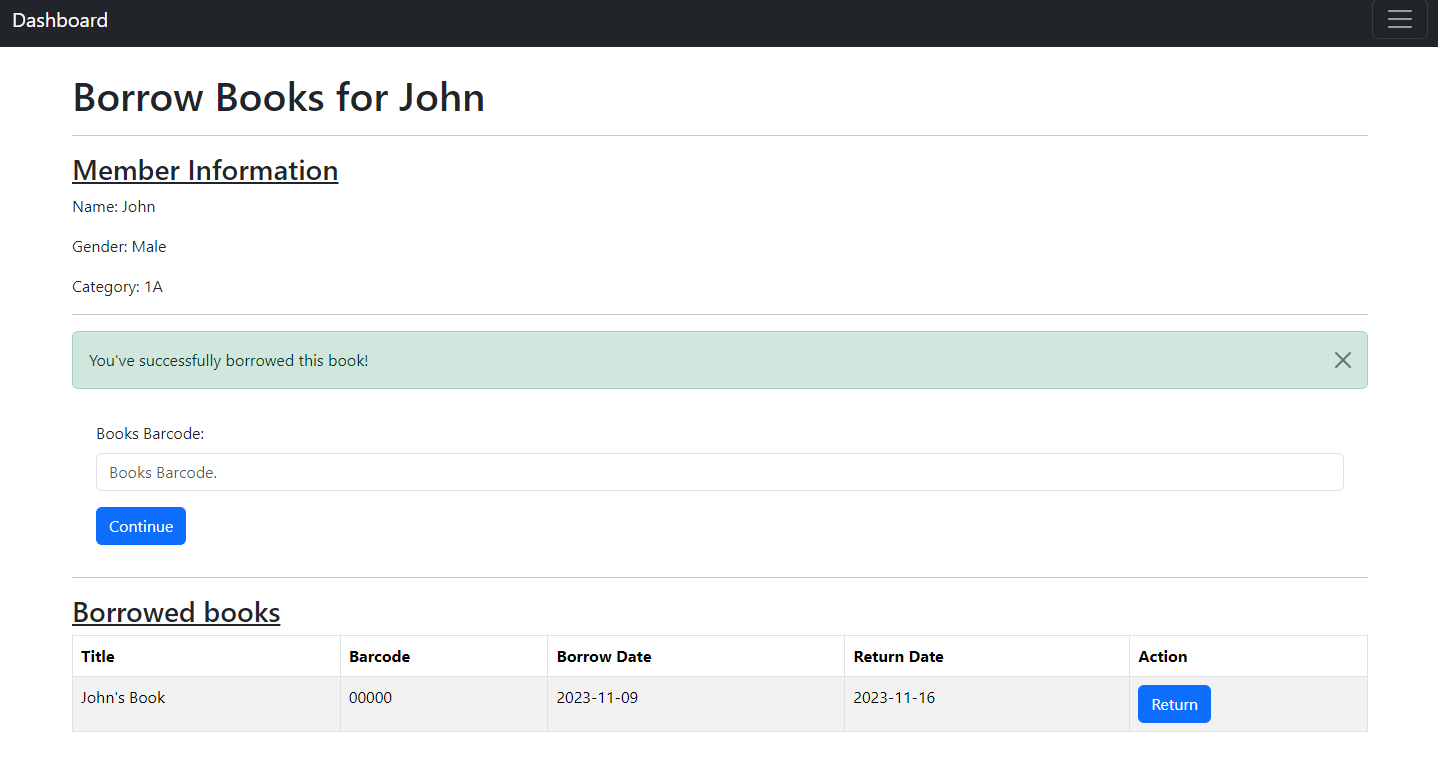 Dashboard
Borrow Books for John
Member Information
Name: John
Gender: Male
Category: 1A
You've successfully borrowed this book!
Books Barcode:
Books Barcode.
Continue
Borrowed books
Title Barcode Borrow Date Return Date Action
John's Book 00000 2023-11-09 2023-11-16 Return